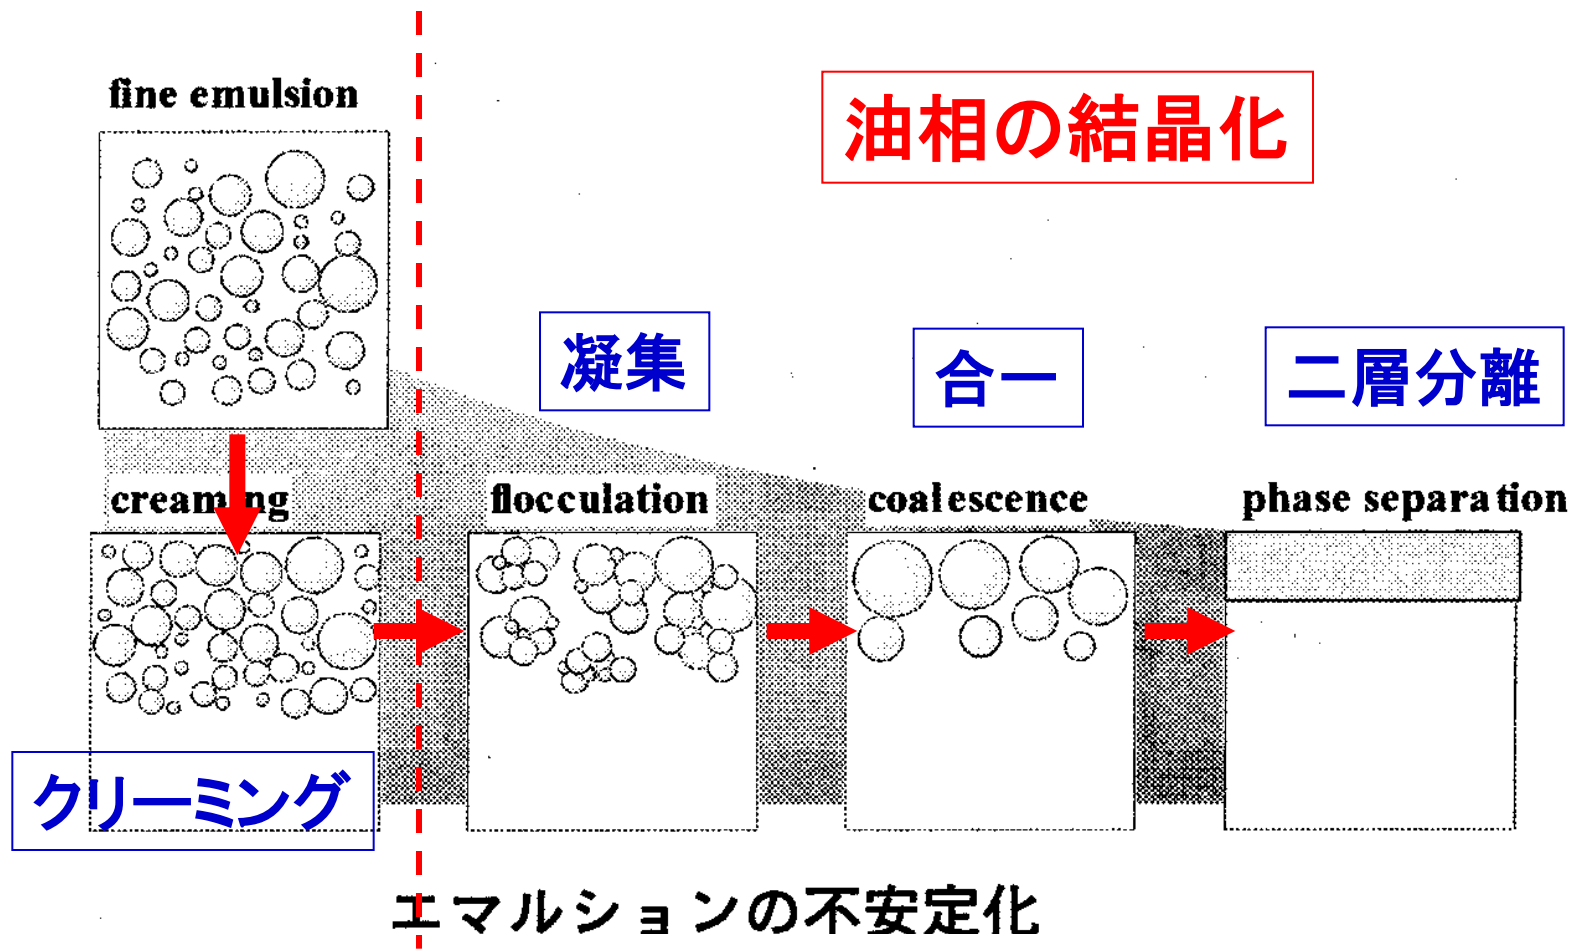 fine emulsion
油相の結晶化
凝集
合一
二層分離
creaming
flocculation
coalescence
phase separation
クリーミング
エマルションの不安定化